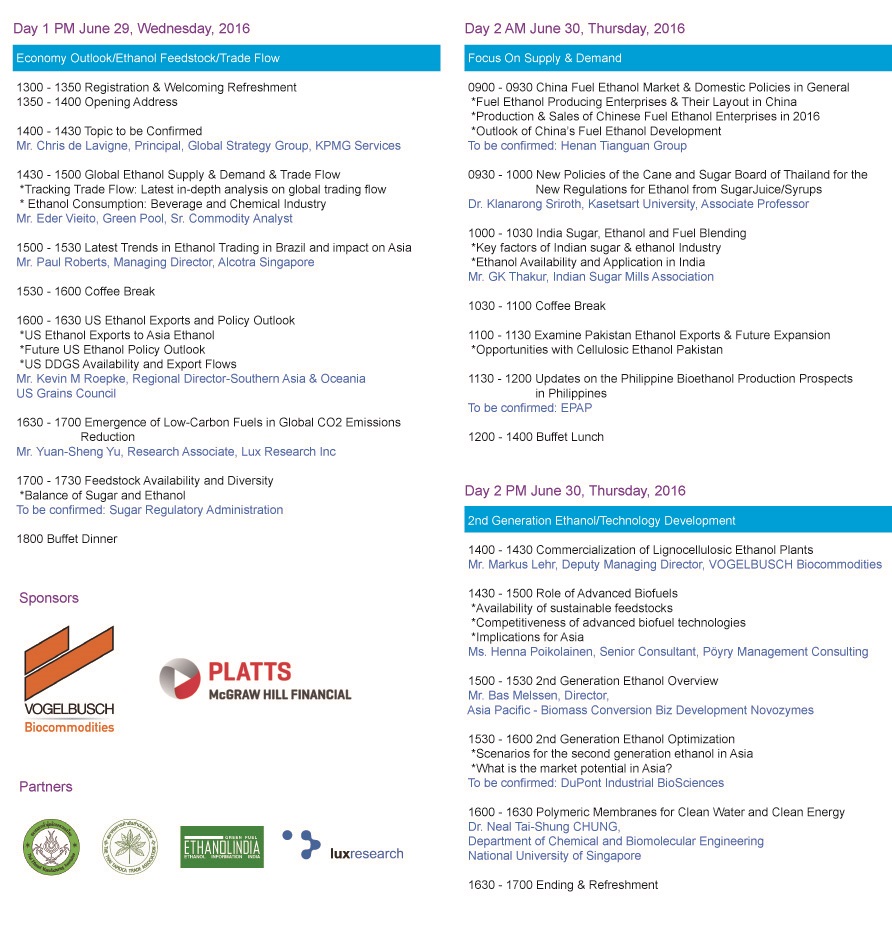 Day 1 PM June 29, Wednesday, 2016
Economy Outlook/Ethanol Feedstock/Trade Flow
1300 - 1350 Registration & Welcoming Refreshment
1350 - 1400 Opening Address
1400 - 1430 Topic to be Confirmed
Mr. Chris de Lavigne, Principal, Global Strategy Group, KPMG Services
1430 - 1500 Global Ethanol Supply & Demand & Trade Flow
*Tracking Trade Flow: Latest in-depth analysis on global trading flow
* Ethanol Consumption: Beverage and Chemical Industry
Mr. Eder Vieito, Green Pool, Sr. Commodity Analyst
1500 - 1530 Latest Trends in Ethanol Trading in Brazil and impact on Asia
Mr. Paul Roberts, Managing Director, Alcotra Singapore
1530 - 1600 Coffee Break
1600 - 1630 US Ethanol Exports and Policy Outlook
*US Ethanol Exports to Asia Ethanol
*Future US Ethanol Policy Outlook
*US DDGS Availability and Export Flows
Mr. Kevin M Roepke, Regional Director-Southern Asia & Oceania
US Grains Council
1630 - 1700 Emergence of Low-Carbon Fuels in Global CO2 Emissions
Reduction
Mr. Yuan-Sheng Yu, Research Associate, Lux Research Inc
1700 - 1730 Feedstock Availability and Diversity
*Balance of Sugar and Ethanol
To be confirmed: Sugar Regulatory Administration
1800 Buffet Dinner
Sponsors
VOGELBUSCH
Biocommodities
PLATTS
McGRAW HILL FINANCIAL
Partners
THE THAI TAPIOCA TRADE ASSOCIATION
GREEN FUEL
ETHANOLINDIA
ETHANOL INFORMATION INDIA
luxresearch
Day 2 AM June 30, Thursday, 2016
Focus On Supply & Demand
0900 - 0930 China Fuel Ethanol Market & Domestic Policies in General
*Fuel Ethanol Producing Enterprises & Their Layout in China
*Production & Sales of Chinese Fuel Ethanol Enterprises in 2016
*Outlook of China's Fuel Ethanol Development
To be confirmed: Henan Tianguan Group
0930 - 1000 New Policies of the Cane and Sugar Board of Thailand for the
New Regulations for Ethanol from SugarJuice/Syrups
Dr. Klanarong Sriroth, Kasetsart University, Associate Professor
1000 - 1030 India Sugar, Ethanol and Fuel Blending
*Key factors of Indian sugar & ethanol Industry
*Ethanol Availability and Application in India
Mr. GK Thakur, Indian Sugar Mills Association
1030 - 1100 Coffee Break
1100 - 1130 Examine Pakistan Ethanol Exports & Future Expansion
*Opportunities with Cellulosic Ethanol Pakistan
1130 - 1200 Updates on the Philippine Bioethanol Production Prospects
in Philippines
To be confirmed: EPAP
1200 - 1400 Buffet Lunch
Day 2 PM June 30, Thursday, 2016
2nd Generation Ethanol/Technology Development
1400 - 1430 Commercialization of Lignocellulosic Ethanol Plants
Mr. Markus Lehr, Deputy Managing Director, VOGELBUSCH Biocommodities
1430 - 1500 Role of Advanced Biofuels
*Availability of sustainable feedstocks
*Competitiveness of advanced biofuel technologies
*Implications for Asia
Ms. Henna Poikolainen, Senior Consultant, Pöyry Management Consulting
1500 - 1530 2nd Generation Ethanol Overview
Mr. Bas Melssen, Director,
Asia Pacific - Biomass Conversion Biz Development Novozymes
1530 - 1600 2nd Generation Ethanol Optimization
*Scenarios for the second generation ethanol in Asia
*What is the market potential in Asia?
To be confirmed: DuPont Industrial BioSciences
1600 - 1630 Polymeric Membranes for Clean Water and Clean Energy
Dr. Neal Tai-Shung CHUNG,
Department of Chemical and Biomolecular Engineering
National University of Singapore
1630 - 1700 Ending & Refreshment